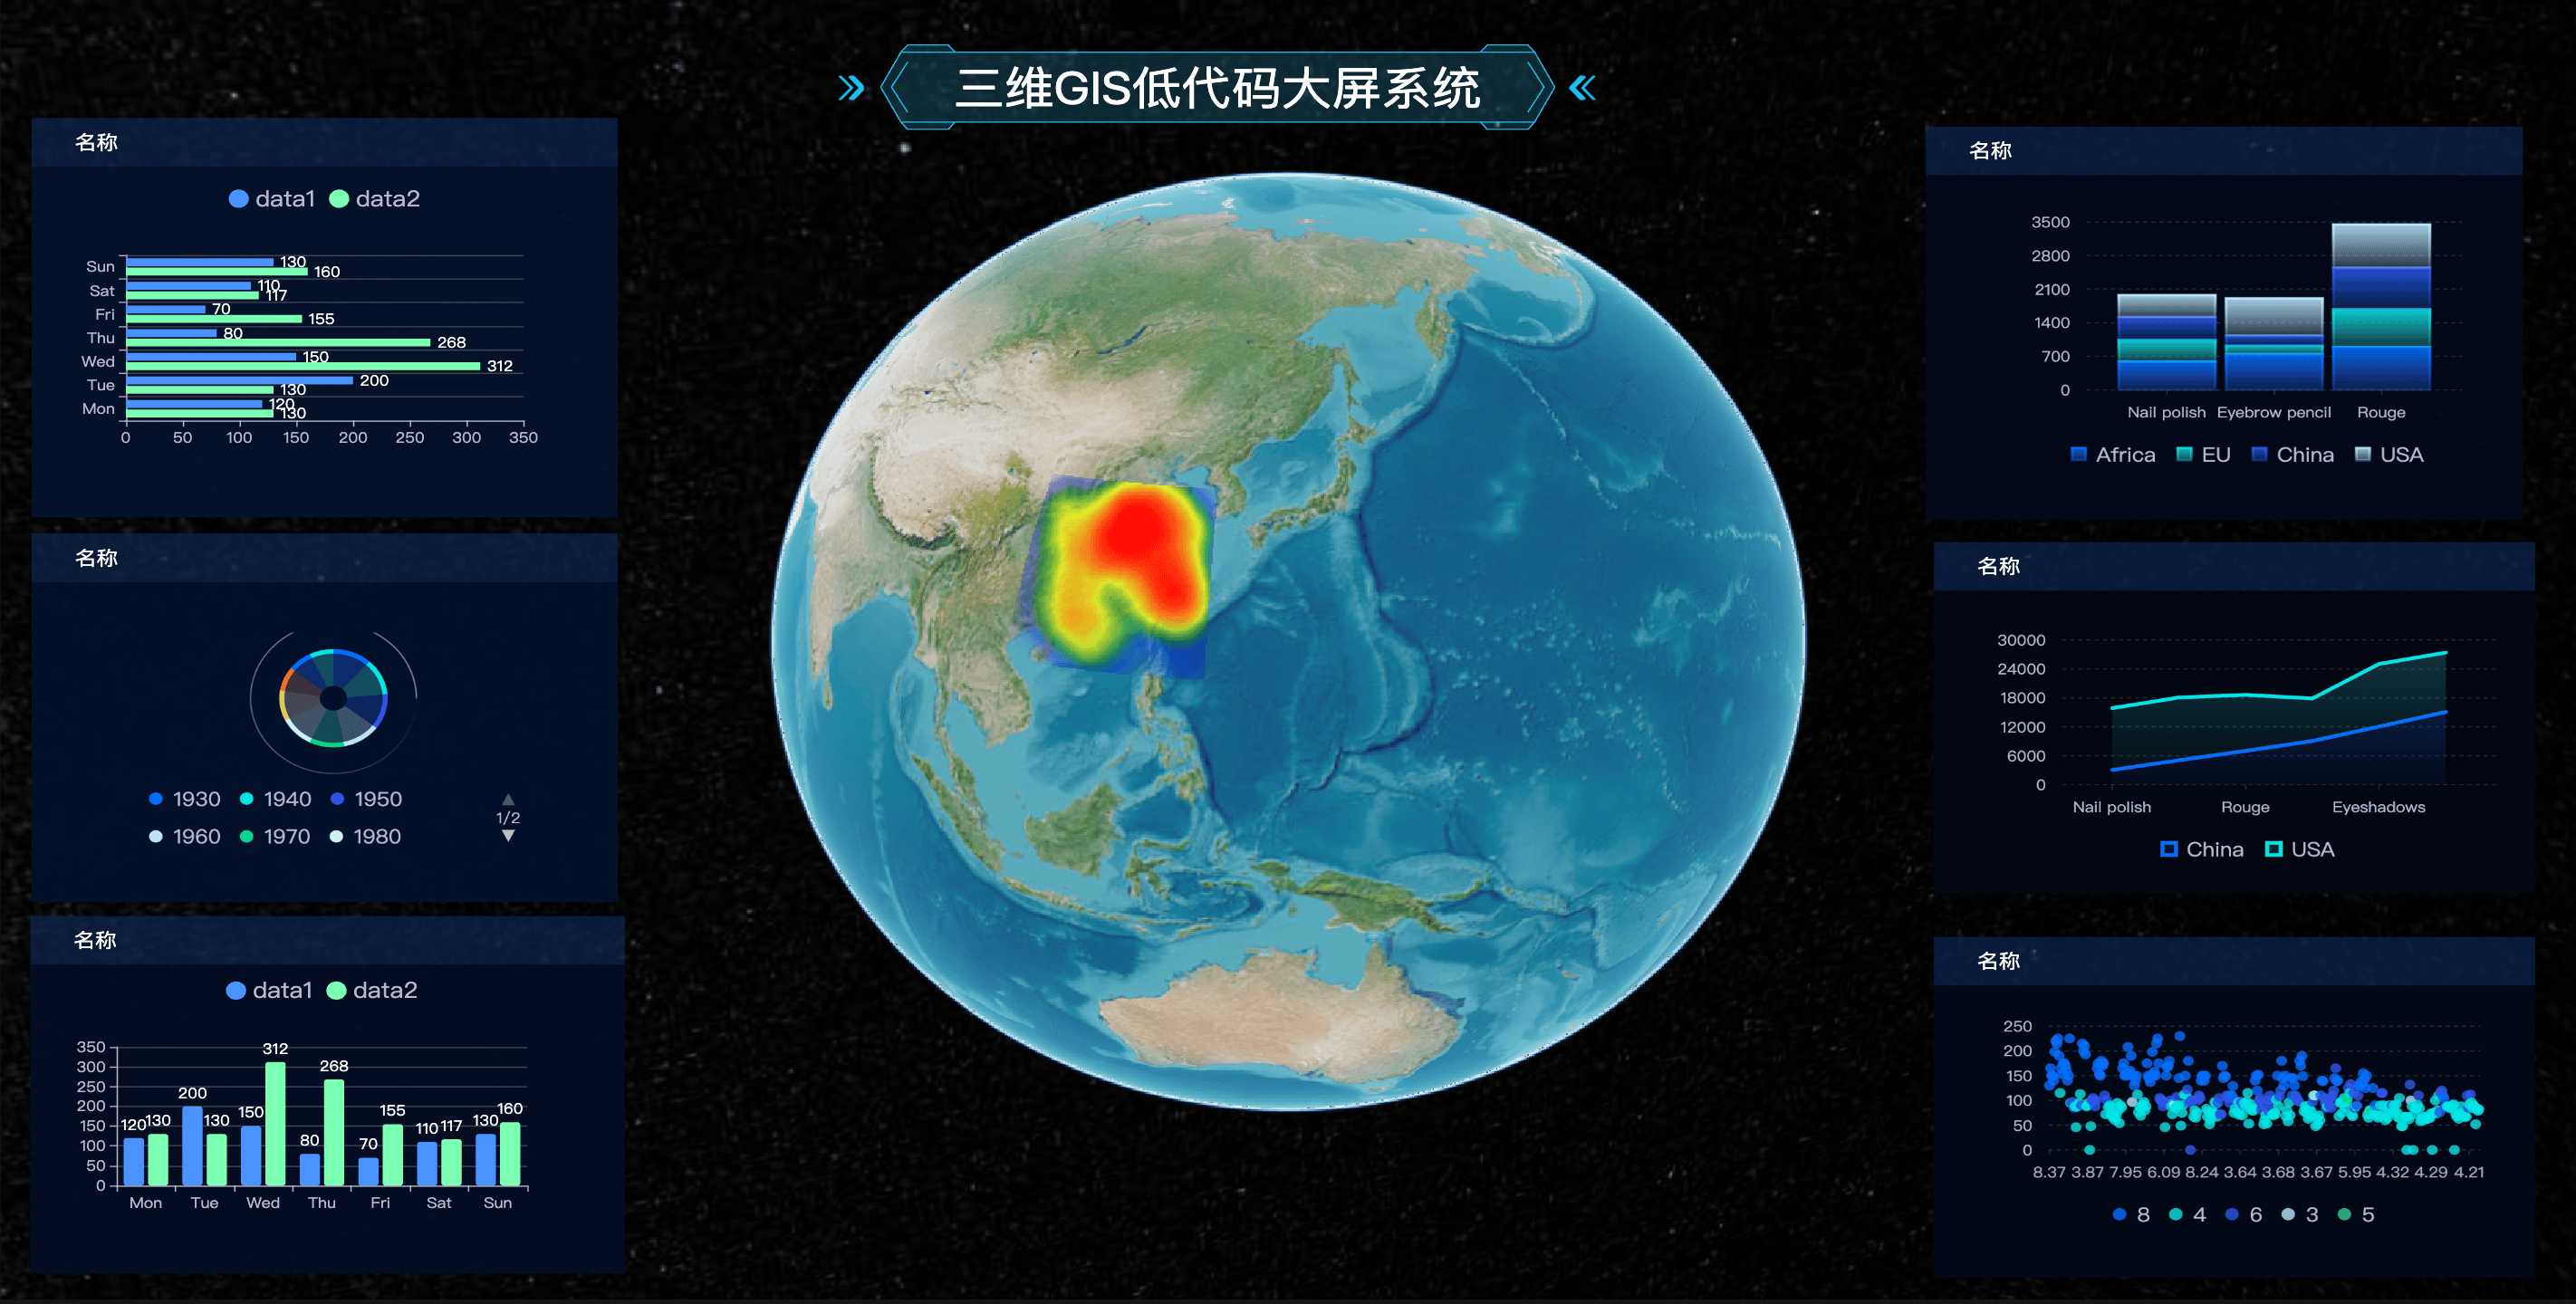 三维GIS低代码大屏系统
名称
data1 data2
Sun 130 160
Sat 110 117
Fri 70 155
Thu 80 268
Wed 150 312
Tue 200 130
Mon 120 130
0 50 100 150 200 250 300 350
名称
1930 1940 1950
1960 1970 1980
1/2
名称
data1 data2
350
300
250
200
150
100
50
0
120 130 200 130 150 312 80 268 70 155 110 117 130 160
Mon Tue Wed Thu Fri Sat Sun
名称
3500
2800
2100
1400
700
0
Nail polish Eyebrow pencil Rouge
Africa EU China USA
名称
30000
24000
18000
12000
6000
0
Nail polish Rouge Eyeshadows
China USA
名称
250
200
150
100
50
0
8.37 3.87 7.95 6.09 8.24 3.64 3.68 3.67 5.95 4.32 4.29 4.21
8 4 6 3 5